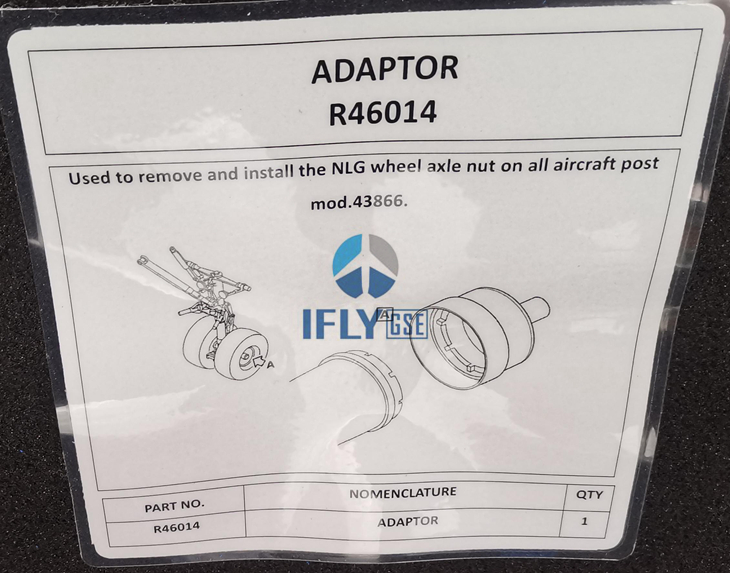 ADAPTOR
R46014
Used to remove and install the NLG wheel axle nut on all aircraft post
mod.43866.
A
IFLY GSE
A
PART NO. NOMENCLATURE QTY
R46014 ADAPTOR 1